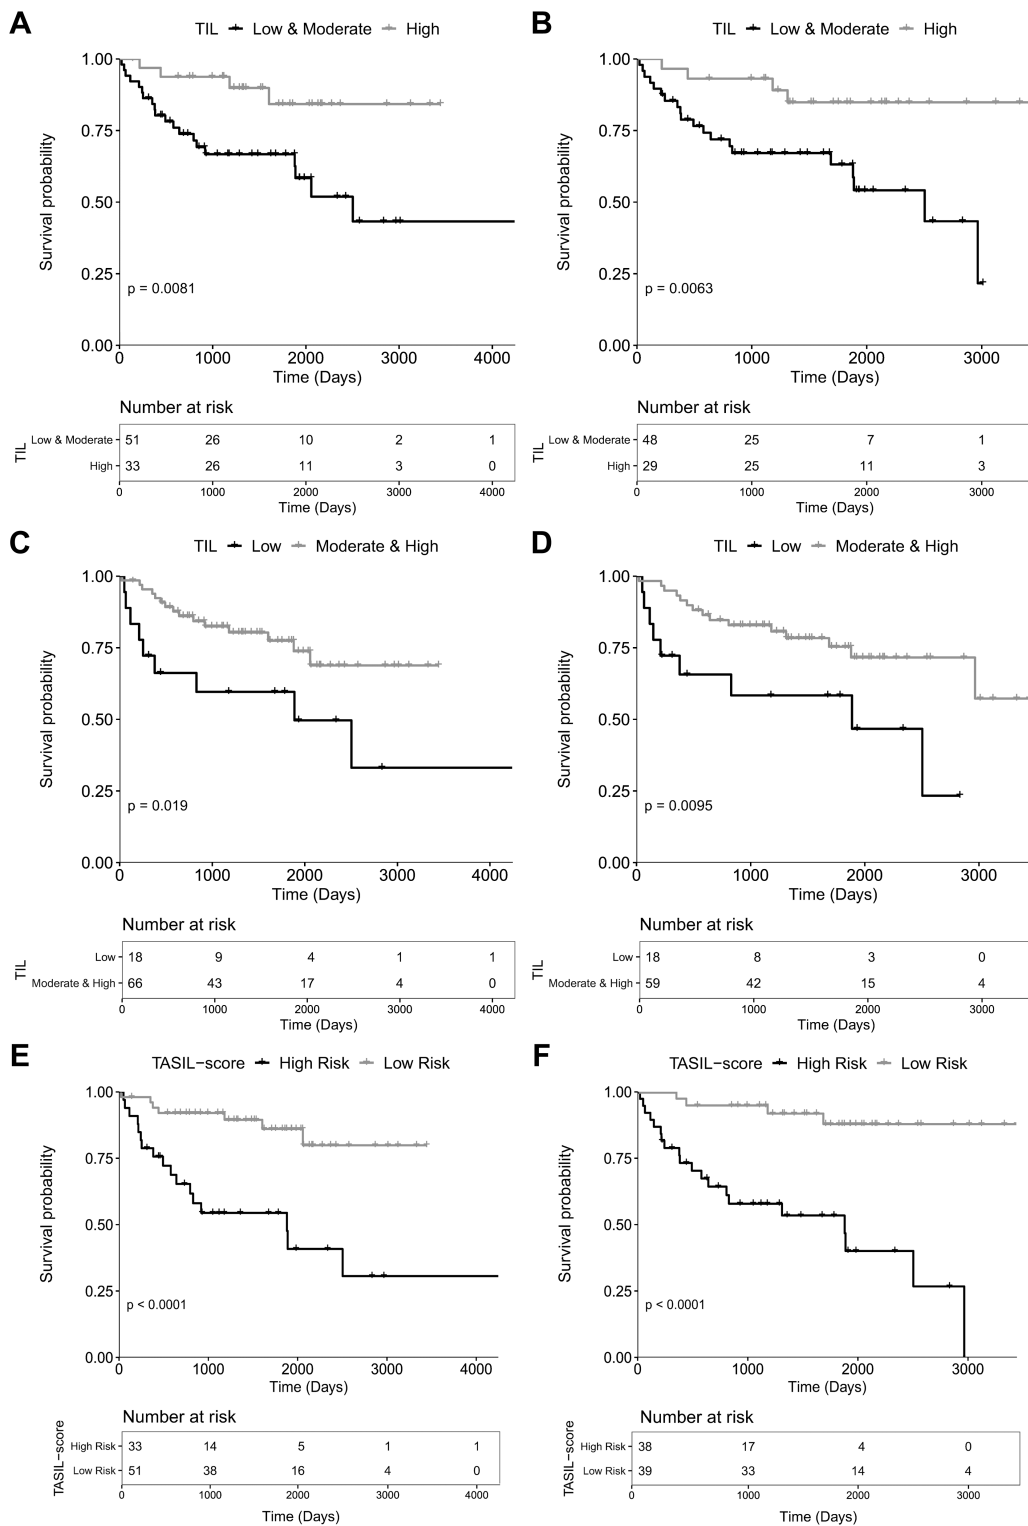 A
TIL Low & Moderate High
1.00
0.75
0.50
0.25
0.00
Survival probability
p = 0.0081
0 1000 2000 3000 4000
Time (Days)
Number at risk
TIL
Low & Moderate 51 26 10 2 1
High 33 26 11 3 0
0 1000 2000 3000 4000
Time (Days)
B
TIL Low & Moderate High
1.00
0.75
0.50
0.25
0.00
Survival probability
p = 0.0063
0 1000 2000 3000
Time (Days)
Number at risk
TIL
Low & Moderate 48 25 7 1
High 29 25 11 3
0 1000 2000 3000
Time (Days)
C
TIL Low Moderate & High
1.00
0.75
0.50
0.25
0.00
Survival probability
p = 0.019
0 1000 2000 3000 4000
Time (Days)
Number at risk
TIL
Low 18 9 4 1 1
Moderate & High 66 43 17 4 0
0 1000 2000 3000 4000
Time (Days)
D
TIL Low Moderate & High
1.00
0.75
0.50
0.25
0.00
Survival probability
p = 0.0095
0 1000 2000 3000
Time (Days)
Number at risk
TIL
Low 18 8 3 0
Moderate & High 59 42 15 4
0 1000 2000 3000
Time (Days)
E
TASIL−score High Risk Low Risk
1.00
0.75
0.50
0.25
0.00
Survival probability
p < 0.0001
0 1000 2000 3000 4000
Time (Days)
Number at risk
TASIL−score
High Risk 33 14 5 1 1
Low Risk 51 38 16 4 0
0 1000 2000 3000 4000
Time (Days)
F
TASIL−score High Risk Low Risk
1.00
0.75
0.50
0.25
0.00
Survival probability
p < 0.0001
0 1000 2000 3000
Time (Days)
Number at risk
TASIL−score
High Risk 38 17 4 0
Low Risk 39 33 14 4
0 1000 2000 3000
Time (Days)